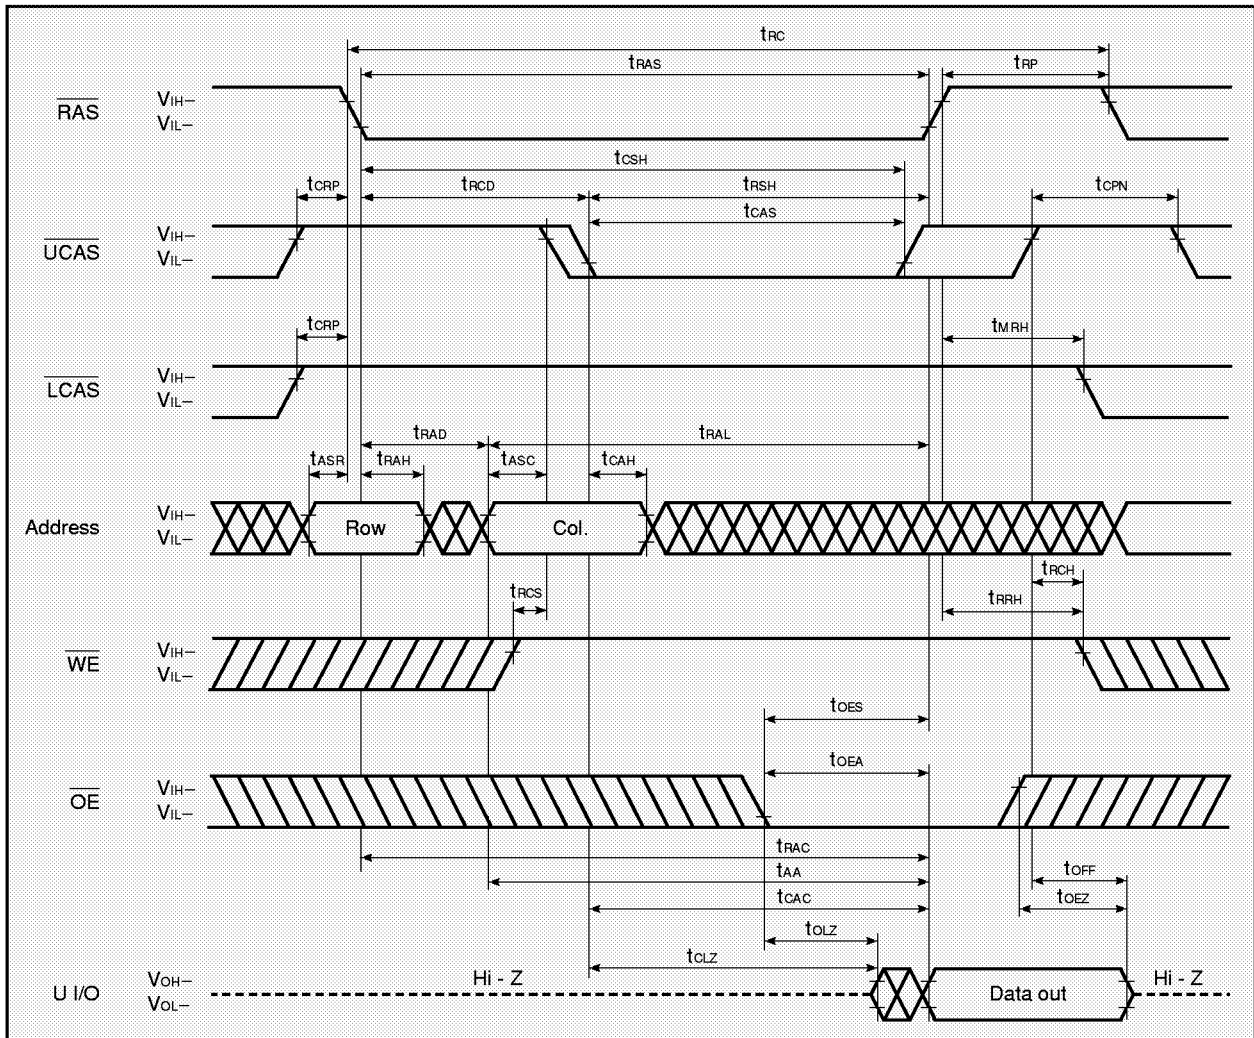 tRC
tRAS tRP
RAS VIH–
VIL–
tCSH
tCRP tRCD tRSH tCPN
tCAS
UCAS VIH–
VIL–
tCRP tMRH
LCAS VIH–
VIL–
tRAD tRAL
tASR tRAH tASC tCAH
Address VIH– Row Col.
VIL–
tRCH
tRCS tRRH
WE VIH–
VIL–
tOES
tOEA
OE VIH–
VIL–
tRAC
tAA tOFF
tCAC tOEZ
tOLZ
tCLZ
U I/O VOH– Hi - Z Data out Hi - Z
VOL–